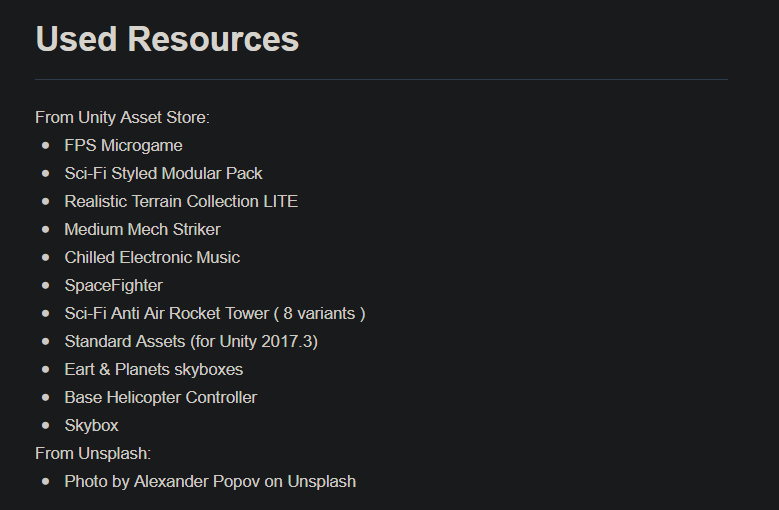 Used Resources
From Unity Asset Store:
FPS Microgame
Sci-Fi Styled Modular Pack
Realistic Terrain Collection LITE
Medium Mech Striker
Chilled Electronic Music
SpaceFighter
Sci-Fi Anti Air Rocket Tower ( 8 variants )
Standard Assets (for Unity 2017.3)
Eart & Planets skyboxes
Base Helicopter Controller
Skybox
From Unsplash:
Photo by Alexander Popov on Unsplash